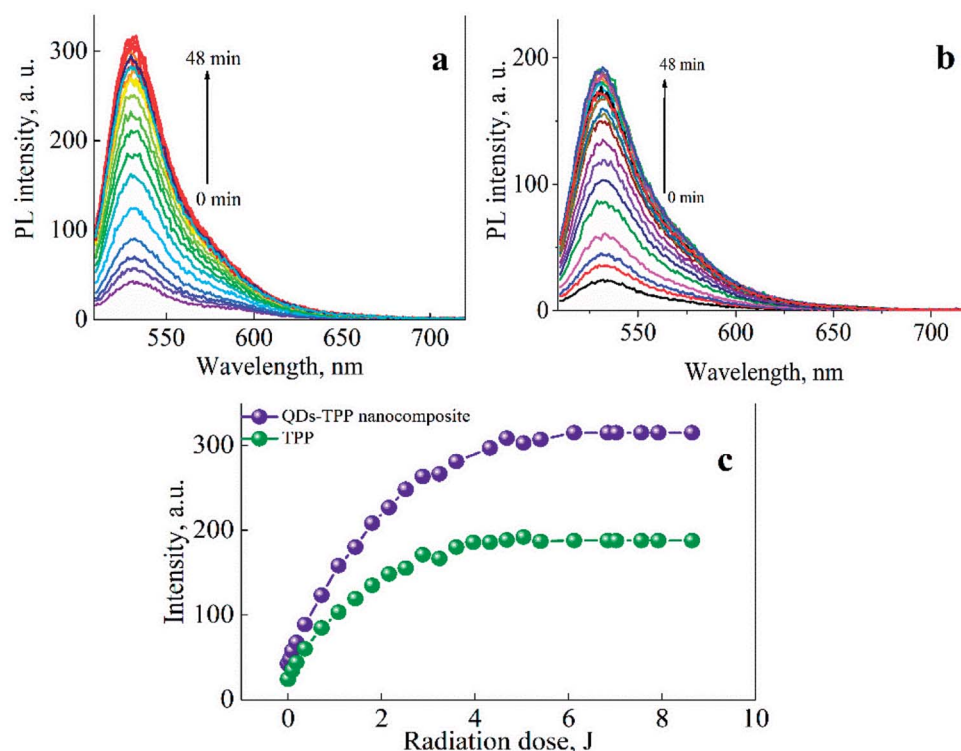 a
300
200
100
0
48 min
0 min
PL intensity, a. u.
550
600
650
700
Wavelength, nm
b
200
100
0
48 min
0 min
PL intensity, a. u.
550
600
650
700
Wavelength, nm
QDs-TPP nanocomposite
TPP
c
300
200
100
0
Intensity, a.u.
0
2
4
6
8
10
Radiation dose, J